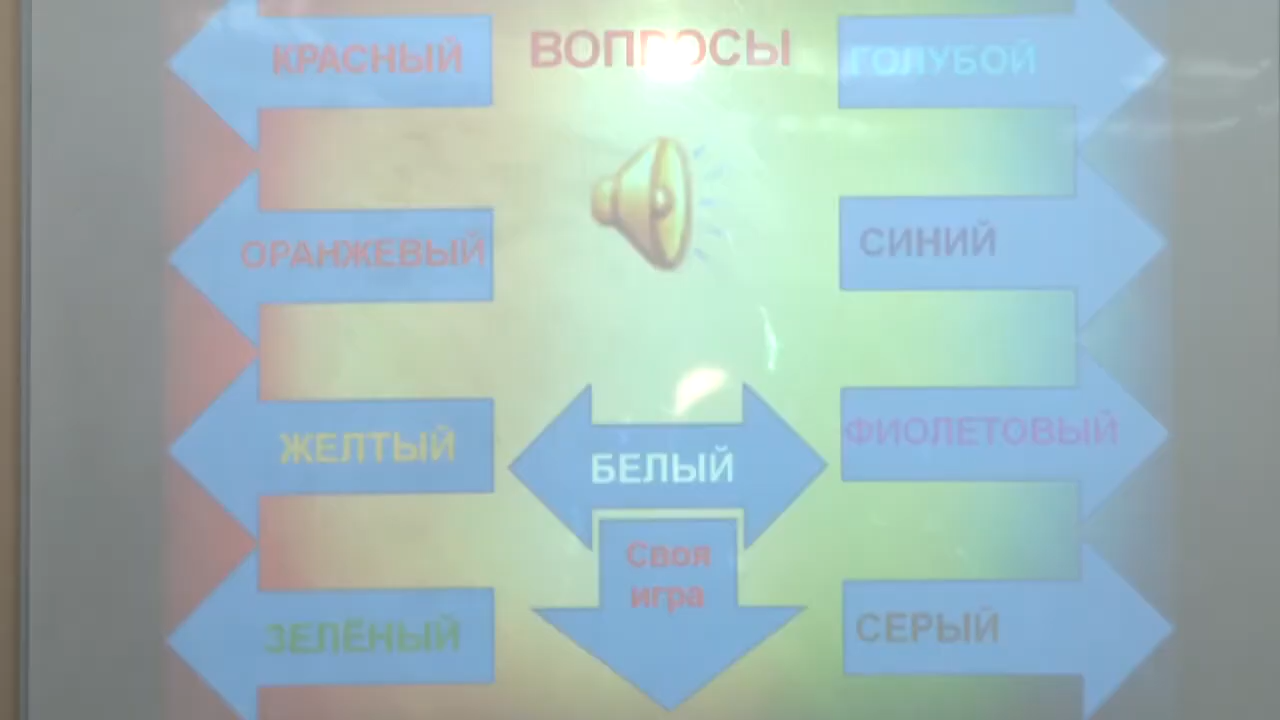 ВОПРОСЫ
КРАСНЫЙ
ГОЛУБОЙ
ОРАНЖЕВЫЙ
СИНИЙ
ЖЕЛТЫЙ
БЕЛЫЙ
ФИОЛЕТОВЫЙ
Своя
игра
ЗЕЛЁНЫЙ
СЕРЫЙ